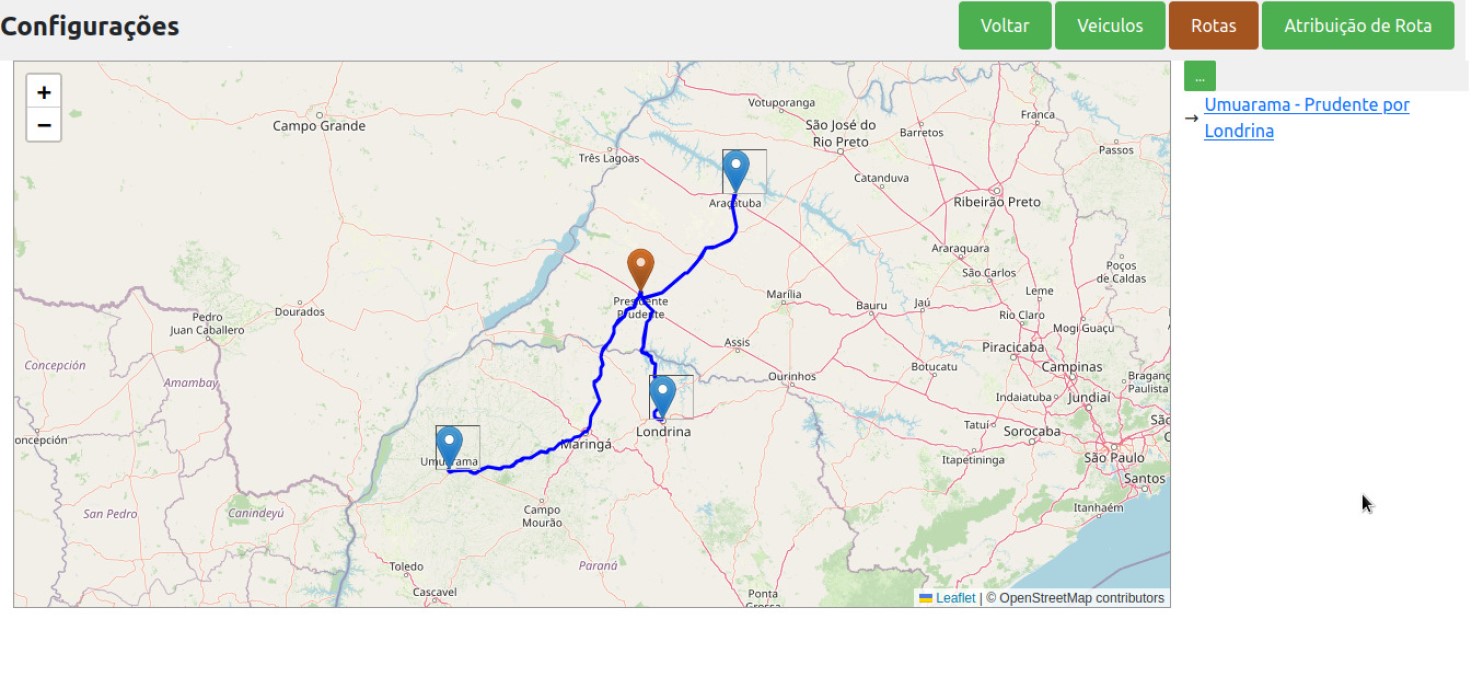 Configurações
Voltar
Veiculos
Rotas
Atribuição de Rota
+
−
...
→ Umuarama - Prudente por
Londrina
Campo Grande
Três Lagoas
Votuporanga
São José do
Rio Preto
Barretos
Franca
Passos
Catanduva
Ribeirão Preto
Araçatuba
Araraquara
São Carlos
Poços
de Caldas
Presidente
Prudente
Marília
Bauru
Jaú
Leme
Rio Claro
Mogi Guaçu
Dourados
Pedro
Juan Caballero
Assis
Piracicaba
Campinas
Concepción
Amambay
Ourinhos
Botucatu
Braganç
Paulista
Indaiatuba
Jundiaí
oncepción
Londrina
Maringá
Umuarama
Tatuí
Sorocaba
São
C
Itapetininga
São Paulo
Santos
San Pedro
Canindeyú
Campo
Mourão
Itanhaém
Toledo
Paraná
Cascavel
Ponta
Grossa
Leaflet | © OpenStreetMap contributors